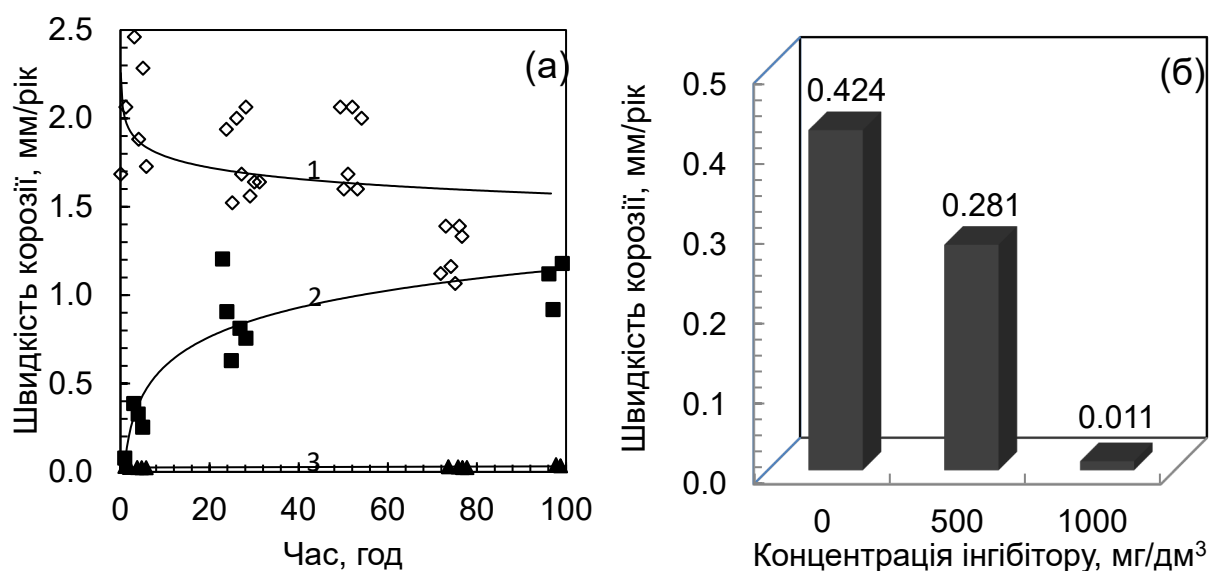 (а)
Швидкість корозії, мм/рік
2.5
2.0
1.5
1.0
0.5
0.0
1
2
3
0 20 40 60 80 100
Час, год
(б)
Швидкість корозії, мм/рік
0.5
0.4
0.3
0.2
0.1
0.0
0.424
0.281
0.011
0 500 1000
Концентрація інгібітору, мг/дм³